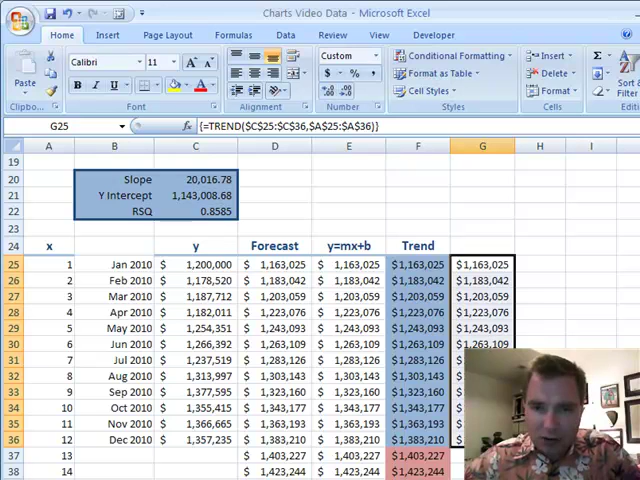 Charts Video Data - Microsoft Excel
Home Insert Page Layout Formulas Data Review View Developer
Paste Calibri 11 A A Custom Conditional Formatting Insert Σ
$ % , Format as Table Delete
B I U A Cell Styles Format
Clipbo... Font Alignment Number Styles Cells
G25 fx {=TREND($C$25:$C$36,$A$25:$A$36)}
A B C D E F G H I
19
20 Slope 20,016.78
21 Y Intercept 1,143,008.68
22 RSQ 0.8585
23
24 x y Forecast y=mx+b Trend
25 1 Jan 2010 $ 1,200,000 $ 1,163,025 $ 1,163,025 $1,163,025 $1,163,025
26 2 Feb 2010 $ 1,178,520 $ 1,183,042 $ 1,183,042 $1,183,042 $1,183,042
27 3 Mar 2010 $ 1,187,712 $ 1,203,059 $ 1,203,059 $1,203,059 $1,203,059
28 4 Apr 2010 $ 1,182,011 $ 1,223,076 $ 1,223,076 $1,223,076 $1,223,076
29 5 May 2010 $ 1,254,351 $ 1,243,093 $ 1,243,093 $1,243,093 $1,243,093
30 6 Jun 2010 $ 1,266,392 $ 1,263,109 $ 1,263,109 $1,263,109 $1,263,109
31 7 Jul 2010 $ 1,237,519 $ 1,283,126 $ 1,283,126 $1,283,126 $
32 8 Aug 2010 $ 1,313,997 $ 1,303,143 $ 1,303,143 $1,303,143 $
33 9 Sep 2010 $ 1,377,595 $ 1,323,160 $ 1,323,160 $1,323,160 $
34 10 Oct 2010 $ 1,355,415 $ 1,343,177 $ 1,343,177 $1,343,177 $
35 11 Nov 2010 $ 1,366,665 $ 1,363,193 $ 1,363,193 $1,363,193 $
36 12 Dec 2010 $ 1,357,235 $ 1,383,210 $ 1,383,210 $1,383,210 $
37 13 $ 1,403,227 $ 1,403,227 $1,403,227
38 14 $ 1,423,244 $ 1,423,244 $1,423,244